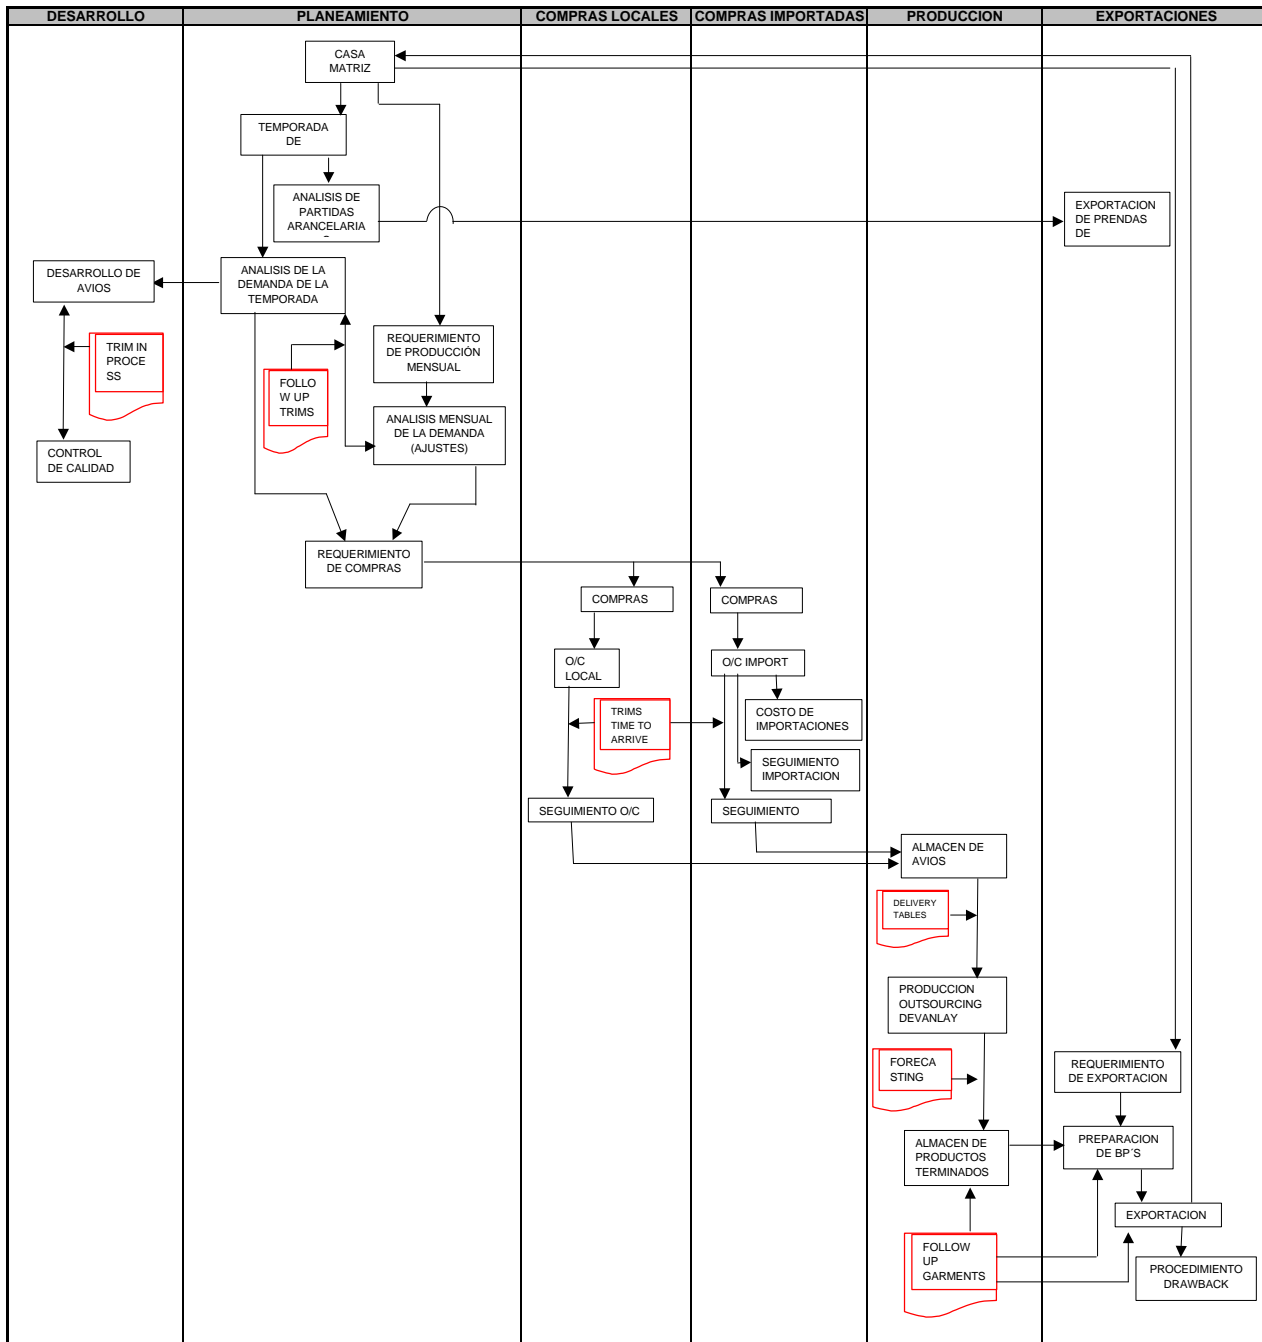 DESARROLLO
PLANEAMIENTO
COMPRAS LOCALES
COMPRAS IMPORTADAS
PRODUCCION
EXPORTACIONES
CASA
MATRIZ
TEMPORADA
DE
ANALISIS DE
PARTIDAS
ARANCELARIA
EXPORTACION
DE PRENDAS
DE
DESARROLLO DE
AVIOS
ANALISIS DE LA
DEMANDA DE LA
TEMPORADA
TRIM IN
PROCE
SS
REQUERIMIENTO
DE PRODUCCIÓN
MENSUAL
FOLLO
W UP
TRIMS
ANALISIS MENSUAL
DE LA DEMANDA
(AJUSTES)
CONTROL
DE CALIDAD
REQUERIMIENTO
DE COMPRAS
COMPRAS
COMPRAS
O/C
LOCAL
O/C IMPORT
TRIMS
TIME TO
ARRIVE
COSTO DE
IMPORTACIONES
SEGUIMIENTO
IMPORTACION
SEGUIMIENTO O/C
SEGUIMIENTO
ALMACEN DE
AVIOS
DELIVERY
TABLES
PRODUCCION
OUTSOURCING
DEVANLAY
FORECA
STING
REQUERIMIENTO
DE EXPORTACION
ALMACEN DE
PRODUCTOS
TERMINADOS
PREPARACION
DE BP´S
EXPORTACION
FOLLOW
UP
GARMENTS
PROCEDIMIENTO
DRAWBACK